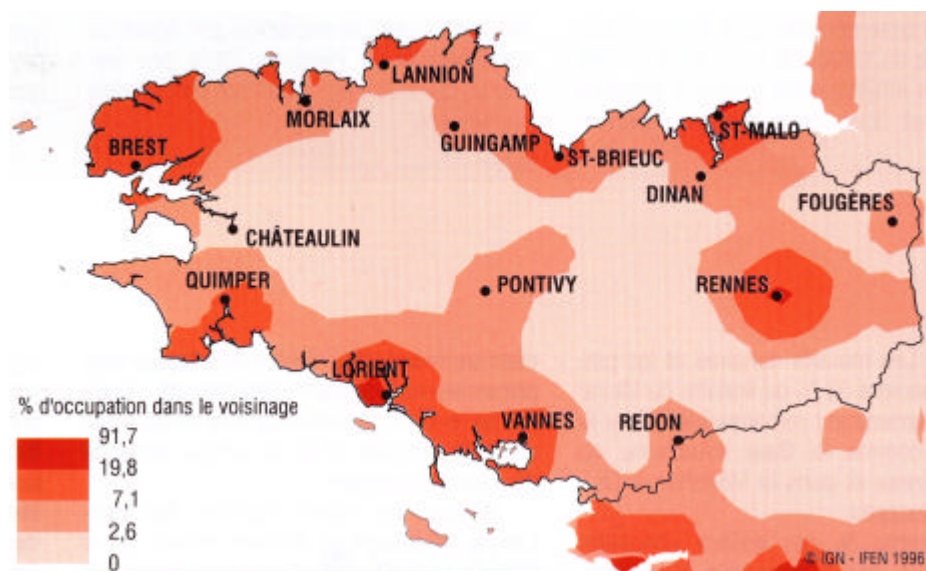 LANNION
MORLAIX
GUINGAMP
ST-MALO
BREST
ST-BRIEUC
DINAN
FOUGÈRES
CHÂTEAULIN
QUIMPER
PONTIVY
RENNES
LORIENT
VANNES
REDON
% d'occupation dans le voisinage
91,7
19,8
7,1
2,6
0
© IGN - IFEN 1996